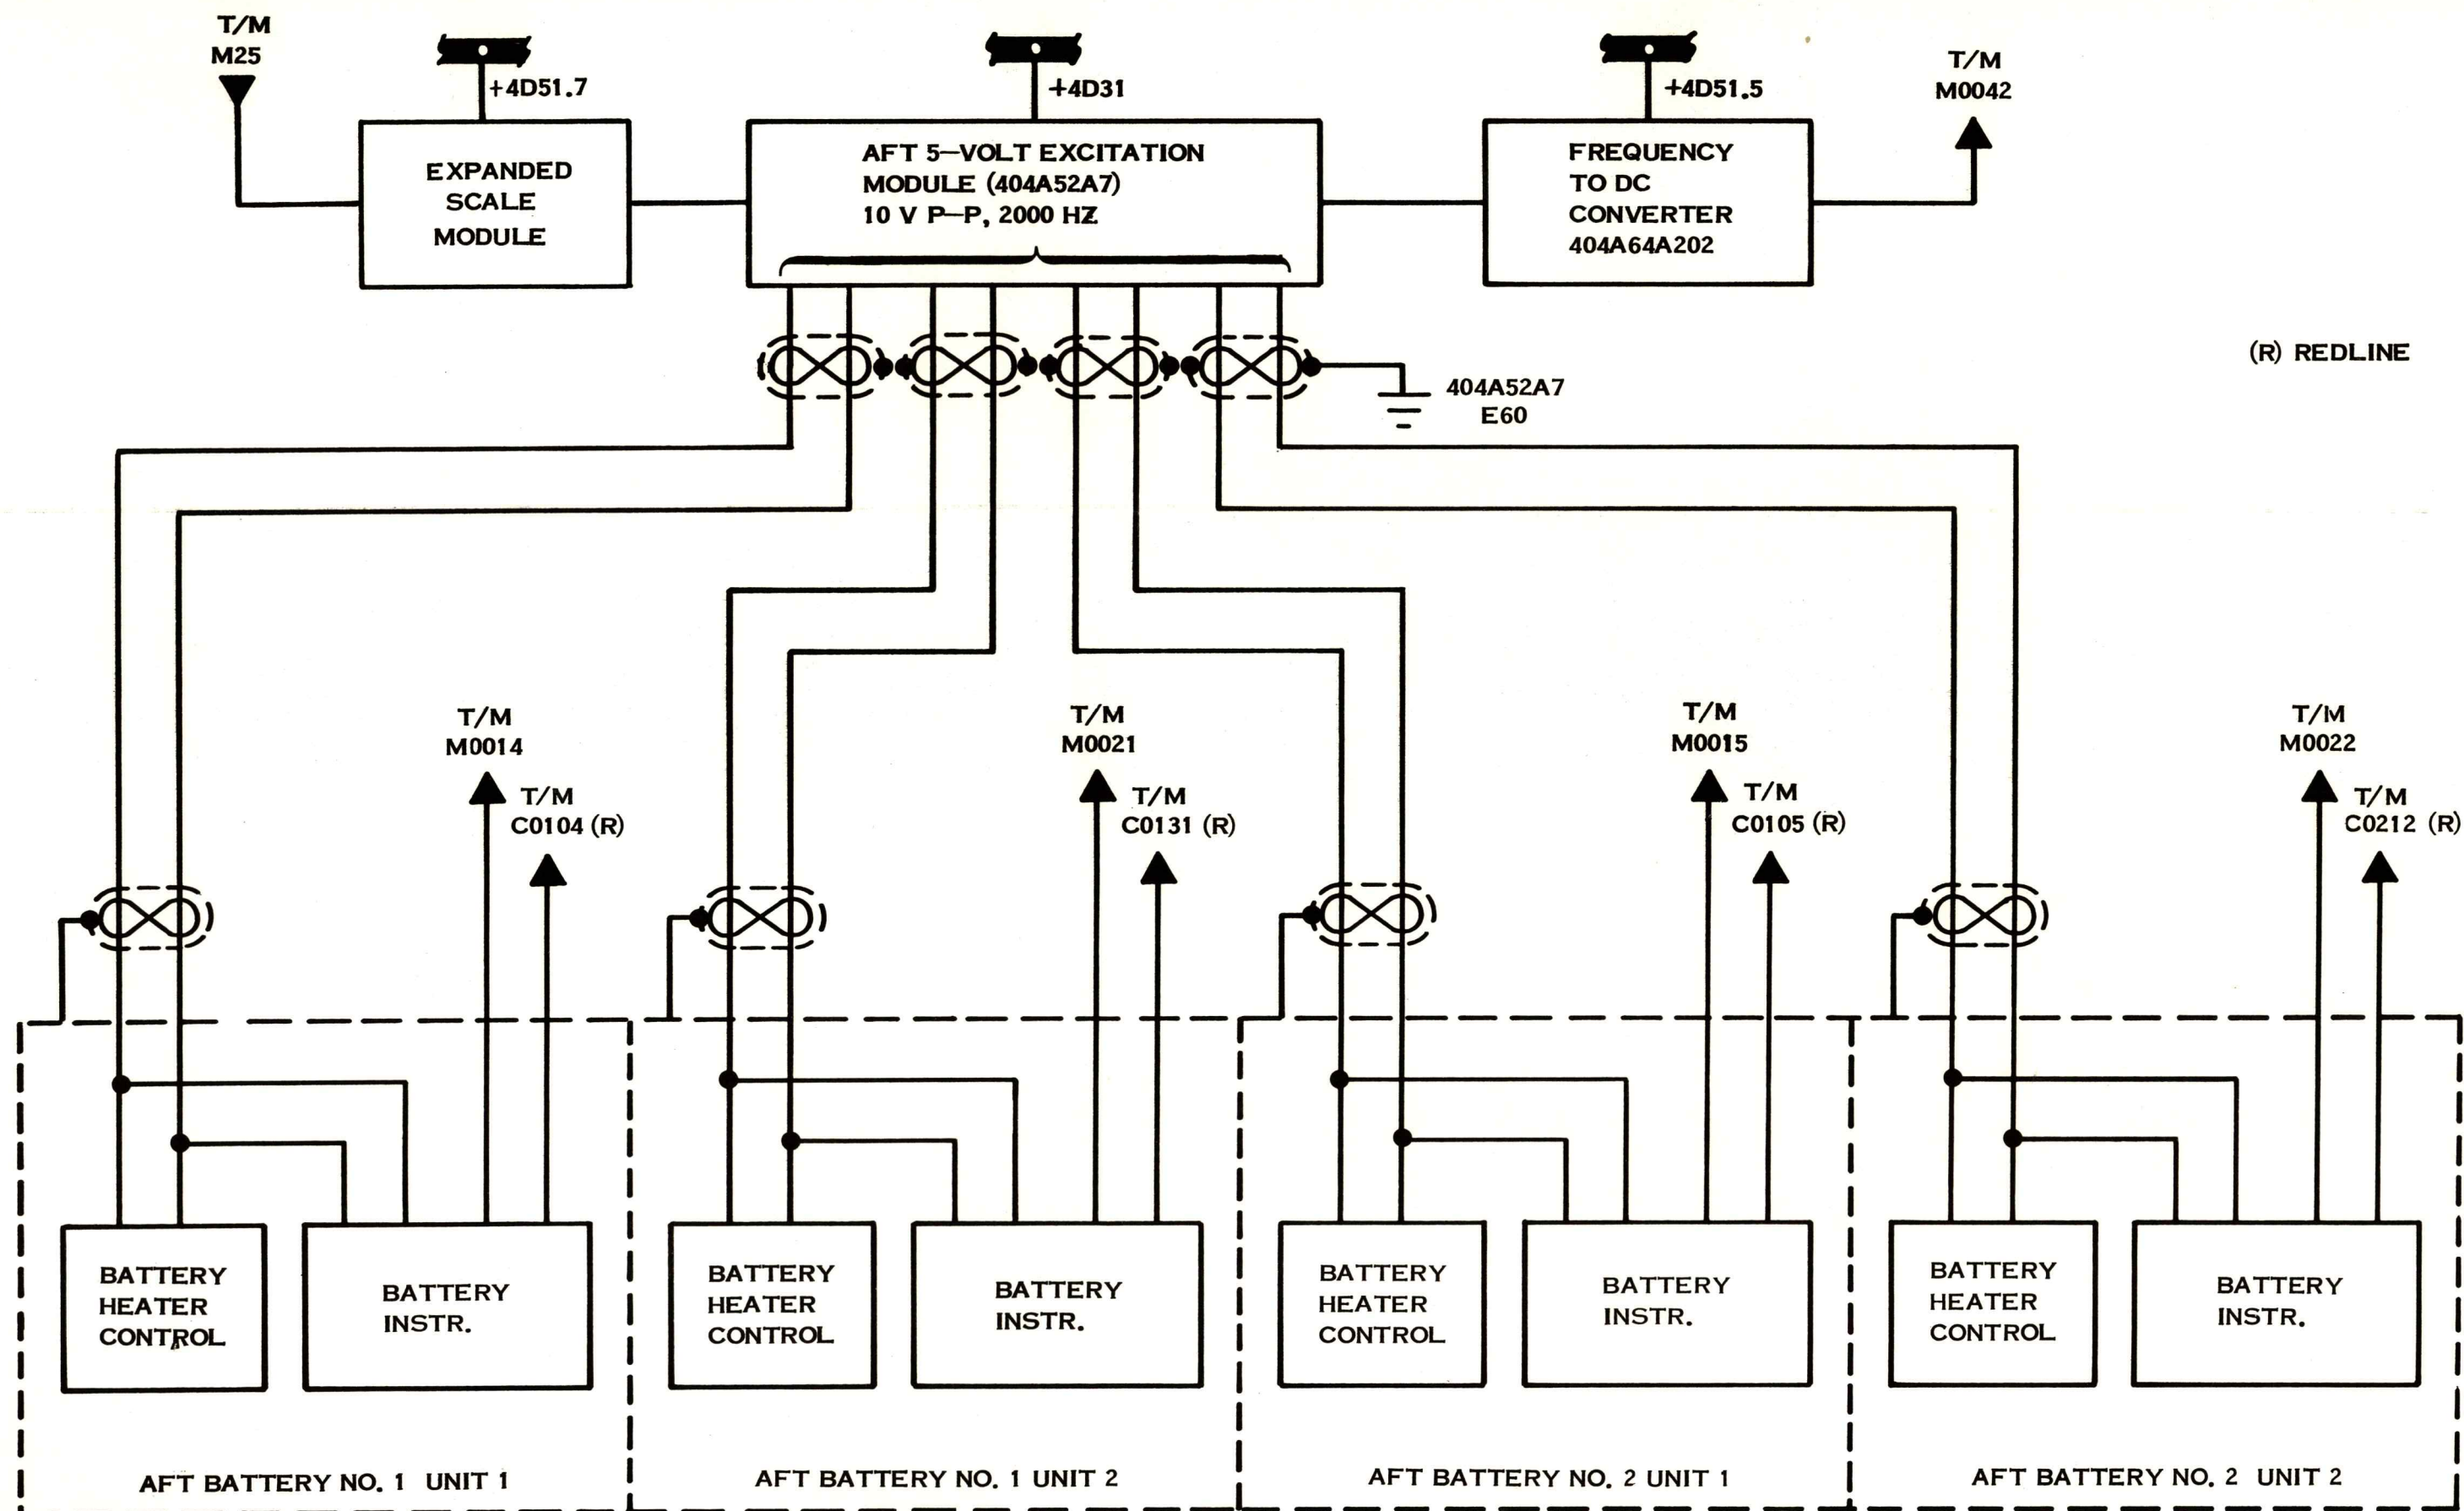 T/M
M25
+4D51.7
+4D31
+4D51.5
T/M
M0042
EXPANDED
SCALE
MODULE
AFT 5-VOLT EXCITATION
MODULE (404A52A7)
10 V P-P, 2000 HZ
FREQUENCY
TO DC
CONVERTER
404A64A202
(R) REDLINE
404A52A7
E60
T/M
M0014
T/M
C0104 (R)
T/M
M0021
T/M
C0131 (R)
T/M
M0015
T/M
C0105 (R)
T/M
M0022
T/M
C0212 (R)
BATTERY
HEATER
CONTROL
BATTERY
INSTR.
BATTERY
HEATER
CONTROL
BATTERY
INSTR.
BATTERY
HEATER
CONTROL
BATTERY
INSTR.
BATTERY
HEATER
CONTROL
BATTERY
INSTR.
AFT BATTERY NO. 1 UNIT 1
AFT BATTERY NO. 1 UNIT 2
AFT BATTERY NO. 2 UNIT 1
AFT BATTERY NO. 2 UNIT 2